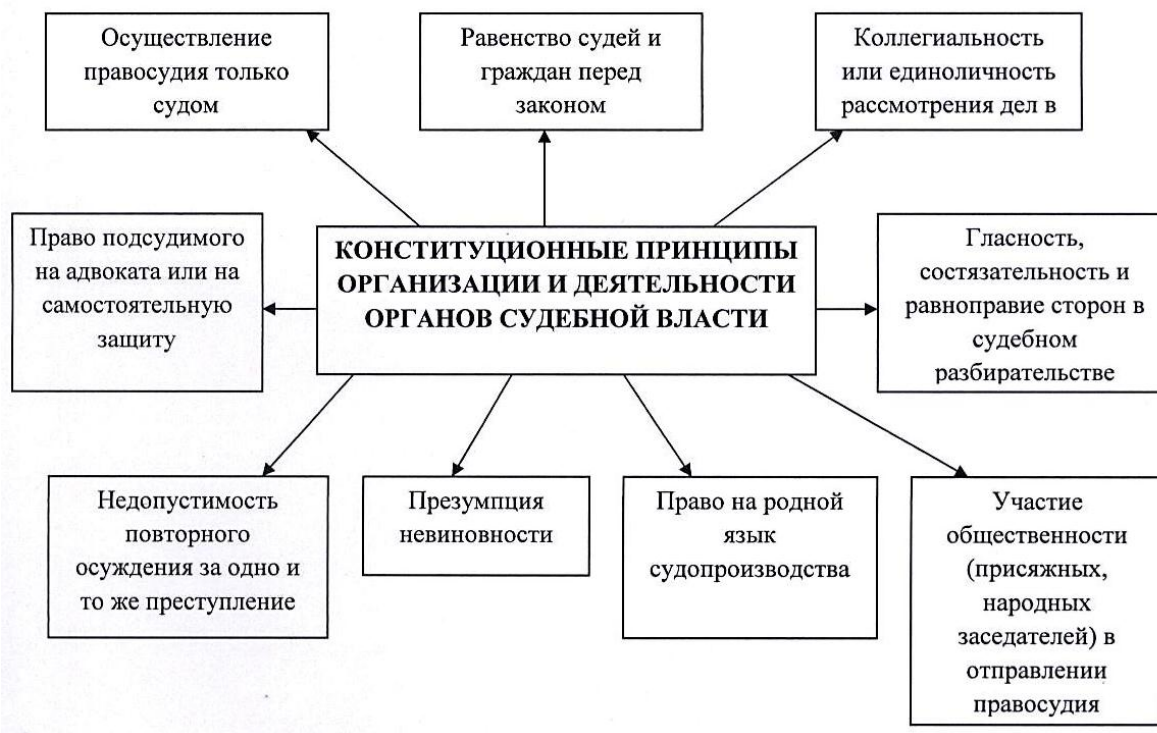 Осуществление
правосудия только
судом
Равенство судей и
граждан перед
законом
Коллегиальность
или единоличность
рассмотрения дел в
Право подсудимого
на адвоката или на
самостоятельную
защиту
КОНСТИТУЦИОННЫЕ ПРИНЦИПЫ
ОРГАНИЗАЦИИ И ДЕЯТЕЛЬНОСТИ
ОРГАНОВ СУДЕБНОЙ ВЛАСТИ
Гласность,
состязательность и
равноправие сторон в
судебном
разбирательстве
Недопустимость
повторного
осуждения за одно и
то же преступление
Презумпция
невиновности
Право на родной
язык
судопроизводства
Участие
общественности
(присяжных,
народных
заседателей) в
отправлении
правосудия